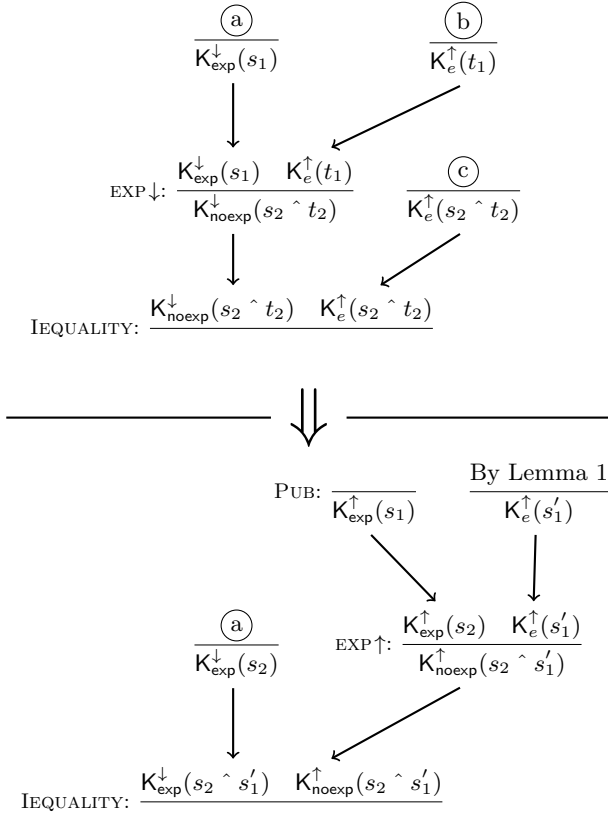 ⓐ ⓑ
K↓exp(s₁) K↑e(t₁)
K↓exp(s₁) K↑e(t₁) ⓒ
EXP↓:
K↓noexp(s₂ ^ t₂) K↑e(s₂ ^ t₂)
K↓noexp(s₂ ^ t₂) K↑e(s₂ ^ t₂)
IEQUALITY:
⇓
By Lemma 1
PUB:
K↑exp(s₁) K↑e(s′₁)
ⓐ K↑exp(s₂) K↑e(s′₁)
EXP↑:
K↓exp(s₂) K↑noexp(s₂ ^ s′₁)
K↓exp(s₂ ^ s′₁) K↑noexp(s₂ ^ s′₁)
IEQUALITY: